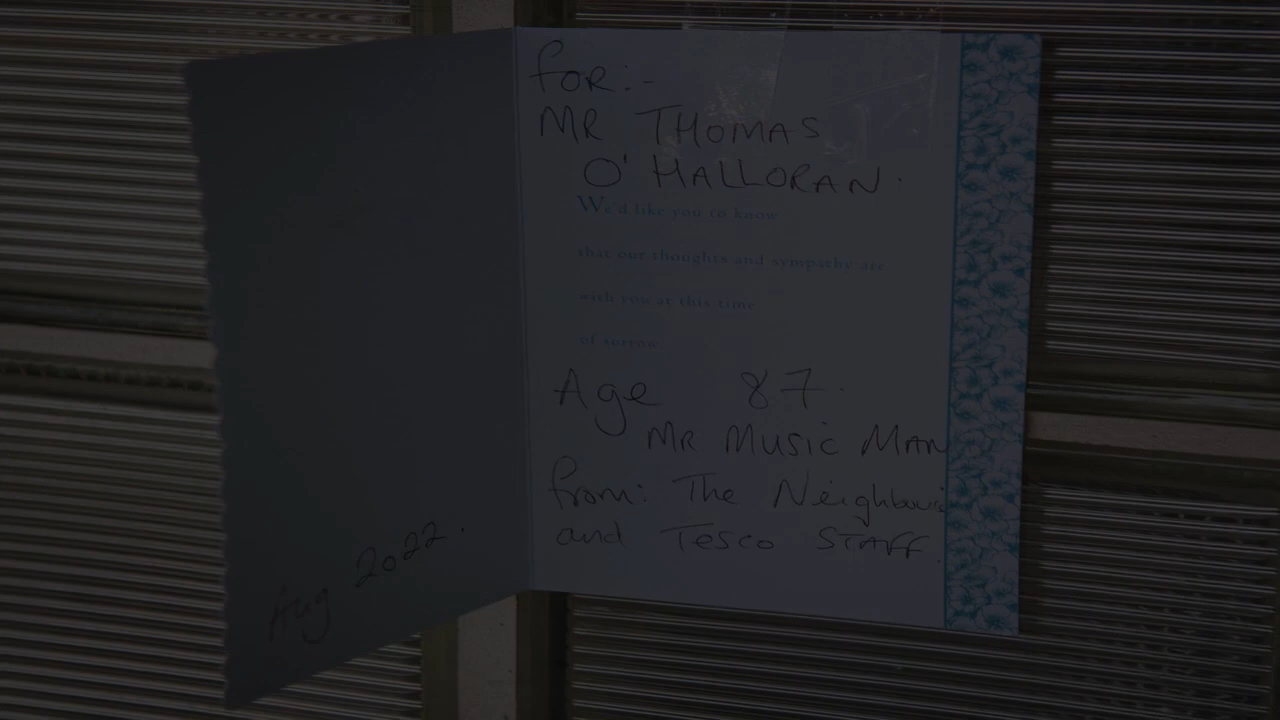 for:-
MR THOMAS
O'HALLORAN.
We'd like you to know
that our thoughts and sympathy are
with you at this time
of sorrow
Age 87.
MR MUSIC MAN
from: The Neighbours
and Tesco STAFF.
Aug 2022.